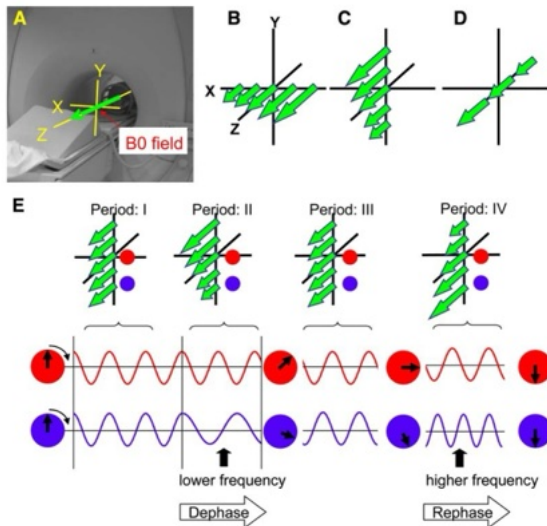 A
Y
X
Z
B0 field
B
Y
X
Z
C
D
E
Period: I
Period: II
Period: III
Period: IV
lower frequency
higher frequency
Dephase
Rephase